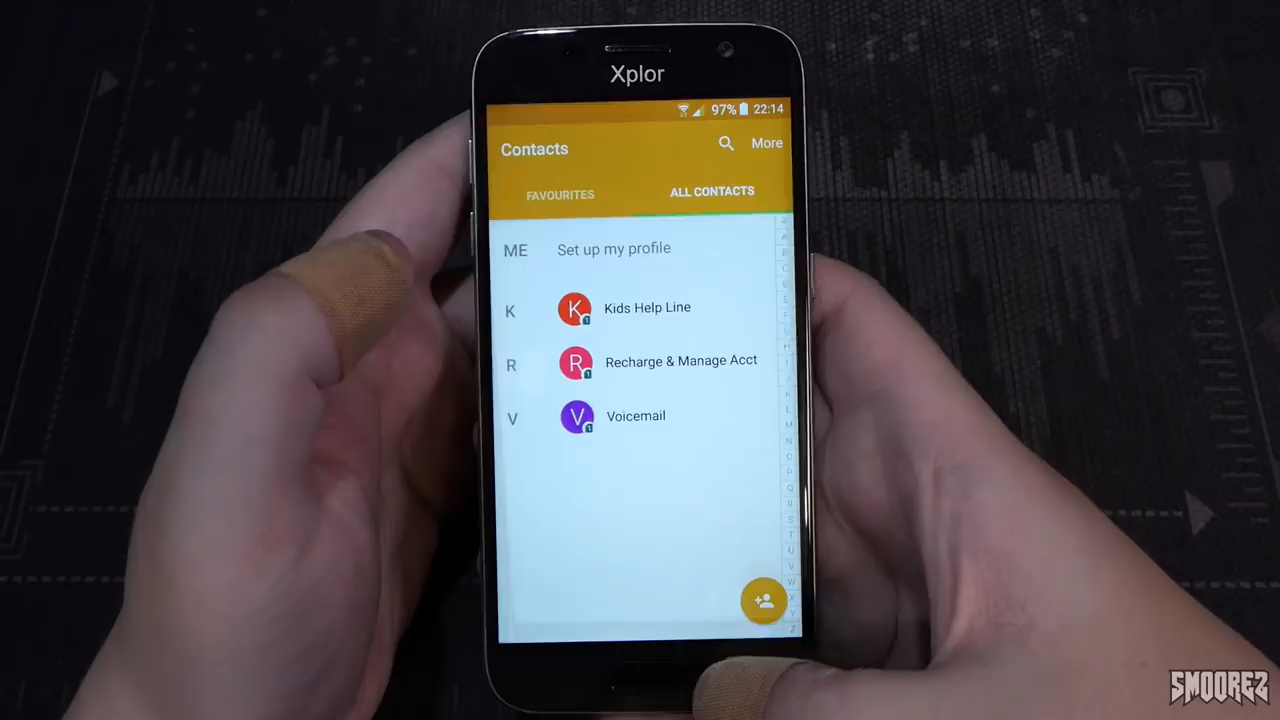 Xplor
97% 22:14
Contacts
More
FAVOURITES
ALL CONTACTS
ME
Set up my profile
K
K
Kids Help Line
R
R
Recharge & Manage Acct
V
V
Voicemail
SMOOREZ